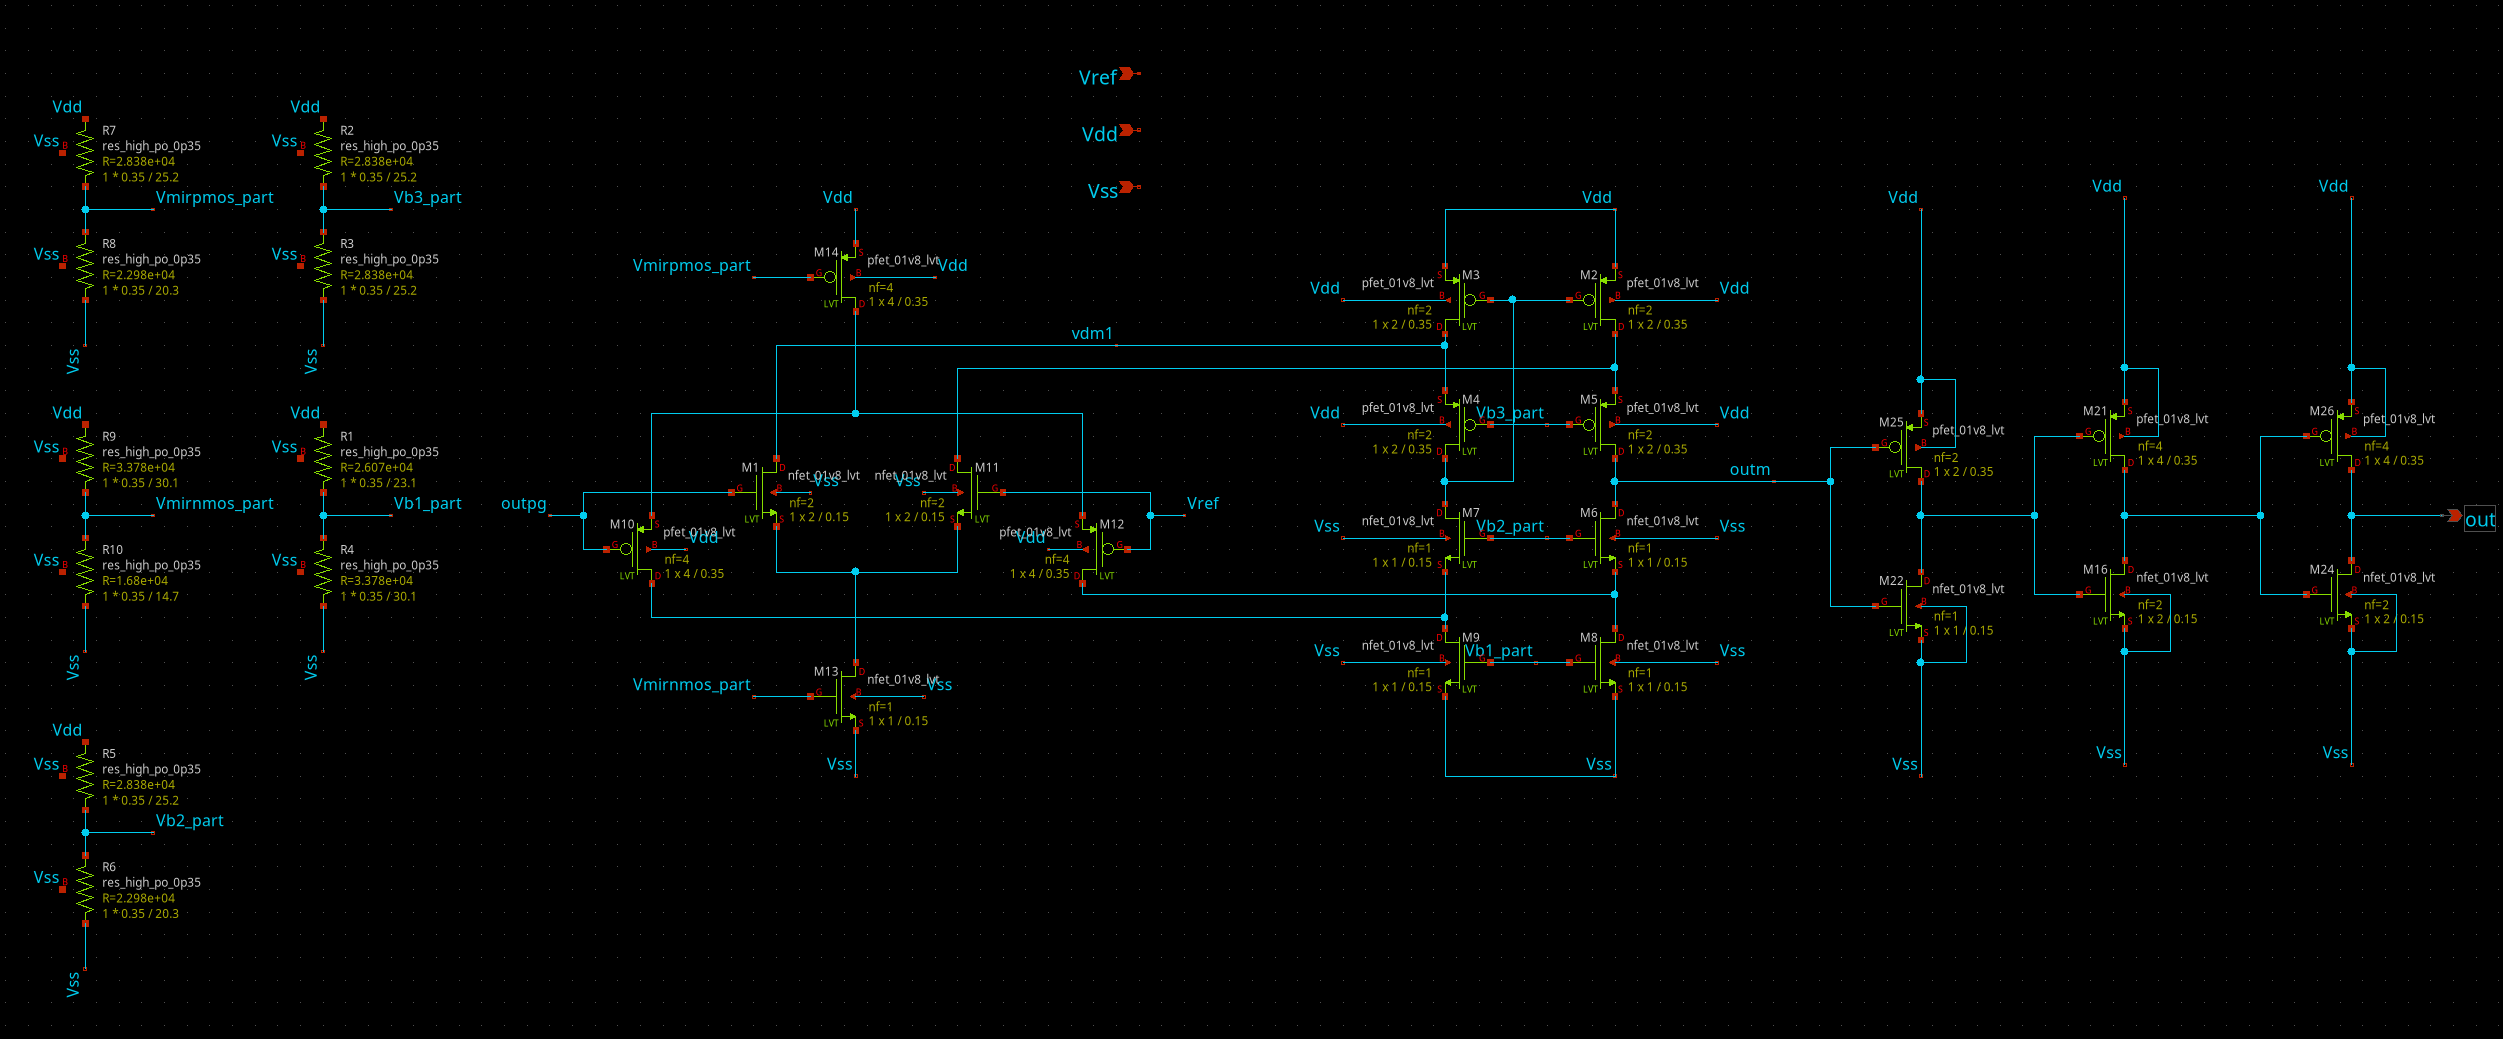 Vref
Vdd
Vss
Vdd
R7
Vss
B
res_high_po_0p35
R=2.838e+04
1 * 0.35 / 25.2
Vmirpmos_part
R8
Vss
B
res_high_po_0p35
R=2.298e+04
1 * 0.35 / 20.3
Vss
Vdd
R2
Vss
B
res_high_po_0p35
R=2.838e+04
1 * 0.35 / 25.2
Vb3_part
R3
Vss
B
res_high_po_0p35
R=2.838e+04
1 * 0.35 / 25.2
Vss
Vdd
R9
Vss
B
res_high_po_0p35
R=3.378e+04
1 * 0.35 / 30.1
Vmirnmos_part
R10
Vss
B
res_high_po_0p35
R=1.68e+04
1 * 0.35 / 14.7
Vss
Vdd
R1
Vss
B
res_high_po_0p35
R=2.607e+04
1 * 0.35 / 23.1
Vb1_part
R4
Vss
B
res_high_po_0p35
R=3.378e+04
1 * 0.35 / 30.1
Vss
Vdd
R5
Vss
B
res_high_po_0p35
R=2.838e+04
1 * 0.35 / 25.2
Vb2_part
R6
Vss
B
res_high_po_0p35
R=2.298e+04
1 * 0.35 / 20.3
Vss
Vdd
M14
S
pfet_01v8_lvt
Vmirpmos_part
G
B
Vdd
nf=4
1 x 4 / 0.35
LVT
D
vdm1
outpg
M1
D
nfet_01v8_lvt
G
B
Vss
nf=2
1 x 2 / 0.15
LVT
S
M11
D
nfet_01v8_lvt
Vss
B
G
nf=2
1 x 2 / 0.15
LVT
S
Vref
M10
S
pfet_01v8_lvt
G
B
Vdd
nf=4
1 x 4 / 0.35
LVT
D
M12
S
pfet_01v8_lvt
Vdd
B
G
nf=4
1 x 4 / 0.35
LVT
D
M13
D
nfet_01v8_lvt
Vmirnmos_part
G
B
Vss
nf=1
1 x 1 / 0.15
LVT
S
Vss
Vdd
M3
S
pfet_01v8_lvt
Vdd
B
G
nf=2
1 x 2 / 0.35
D
LVT
M2
S
pfet_01v8_lvt
G
B
Vdd
nf=2
1 x 2 / 0.35
D
LVT
M4
S
pfet_01v8_lvt
Vdd
B
G
nf=2
1 x 2 / 0.35
D
LVT
Vb3_part
M5
S
pfet_01v8_lvt
G
B
Vdd
nf=2
1 x 2 / 0.35
D
LVT
outm
M7
D
nfet_01v8_lvt
Vss
B
G
nf=1
1 x 1 / 0.15
S
LVT
Vb2_part
M6
D
nfet_01v8_lvt
G
B
Vss
nf=1
1 x 1 / 0.15
S
LVT
M9
D
nfet_01v8_lvt
Vss
B
G
nf=1
1 x 1 / 0.15
S
LVT
Vb1_part
M8
D
nfet_01v8_lvt
G
B
Vss
nf=1
1 x 1 / 0.15
S
LVT
Vss
Vdd
M25
S
pfet_01v8_lvt
G
B
nf=2
1 x 2 / 0.35
LVT
D
M22
D
nfet_01v8_lvt
G
B
nf=1
1 x 1 / 0.15
LVT
S
Vss
Vdd
M21
S
pfet_01v8_lvt
G
B
nf=4
1 x 4 / 0.35
LVT
D
M16
D
nfet_01v8_lvt
G
B
nf=2
1 x 2 / 0.15
LVT
S
Vss
Vdd
M26
S
pfet_01v8_lvt
G
B
nf=4
1 x 4 / 0.35
LVT
D
out
M24
D
nfet_01v8_lvt
G
B
nf=2
1 x 2 / 0.15
LVT
S
Vss